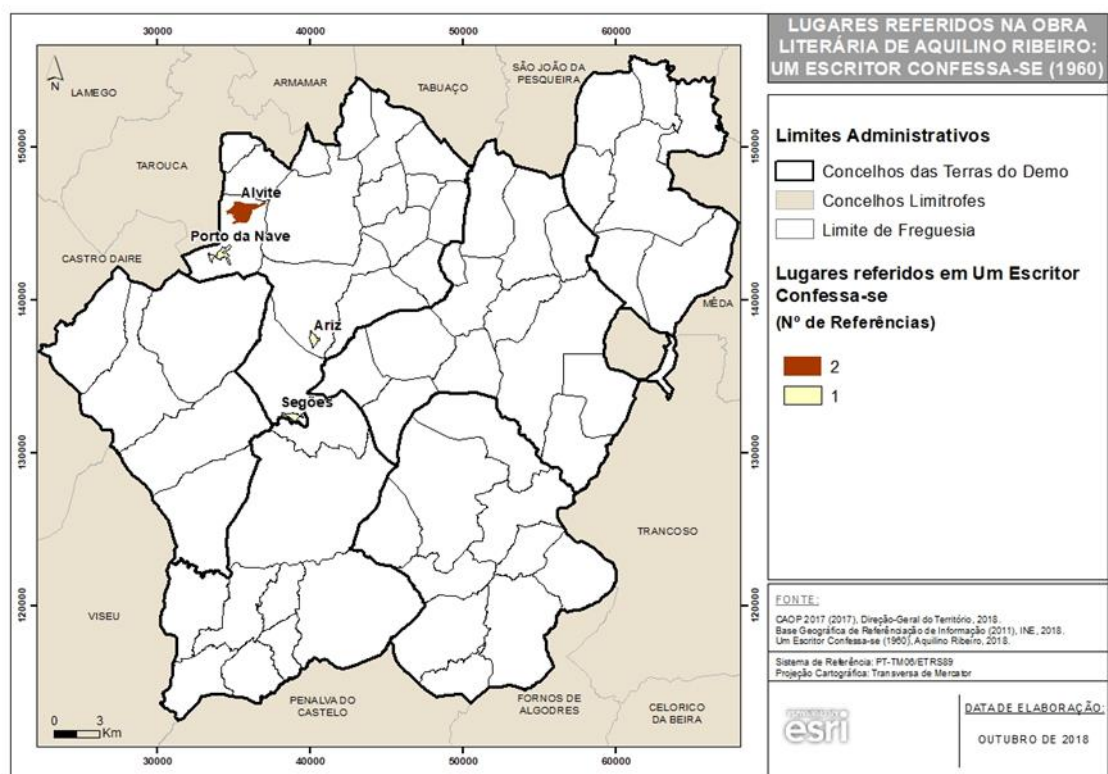 LUGARES REFERIDOS NA OBRA
LITERÁRIA DE AQUILINO RIBEIRO:
UM ESCRITOR CONFESSA-SE (1960)
30000 40000 50000 60000
N
LAMEGO
ARMAMAR
TABUAÇO
SÃO JOÃO DA
PESQUEIRA
TAROUCA
CASTRO DAIRE
MÊDA
TRANCOSO
VISEU
PENALVA DO
CASTELO
FORNOS DE
ALGODRES
CELORICO
DA BEIRA
Alvite
Porto da Nave
Ariz
Segões
150000
140000
130000
120000
150000
140000
130000
120000
0 3
Km
30000 40000 50000 60000
Limites Administrativos
Concelhos das Terras do Demo
Concelhos Limitrofes
Limite de Freguesia
Lugares referidos em Um Escritor
Confessa-se
(Nº de Referências)
2
1
FONTE:
CAOP 2017 (2017), Direção-Geral do Território, 2018.
Base Geográfica de Referênciação de Informação (2011), INE, 2018.
Um Escritor Confessa-se (1960), Aquilino Ribeiro, 2018.
Sistema de Referência: PT-TM06/ETRS89
Projeção Cartográfica: Transversa de Mercator
esri
DATA DE ELABORAÇÃO:
OUTUBRO DE 2018